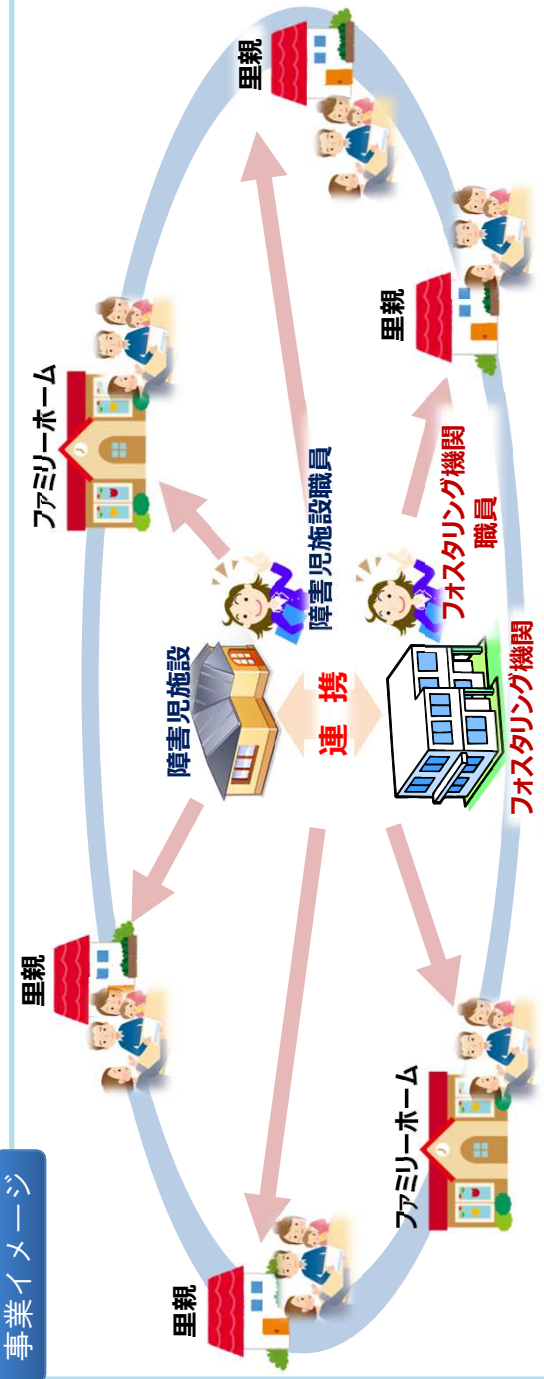 事業イメージ
里親
ファミリーホーム
里親
里親
障害児施設
障害児施設職員
連 携
フォスタリング機関
職員
フォスタリング機関
ファミリーホーム
里親